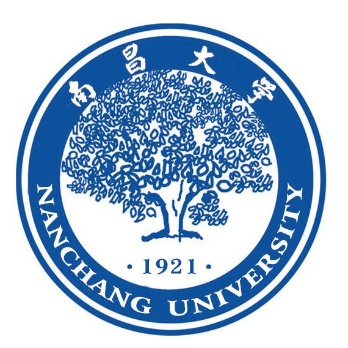 南昌大学
· 1921 ·
NANCHANG UNIVERSITY